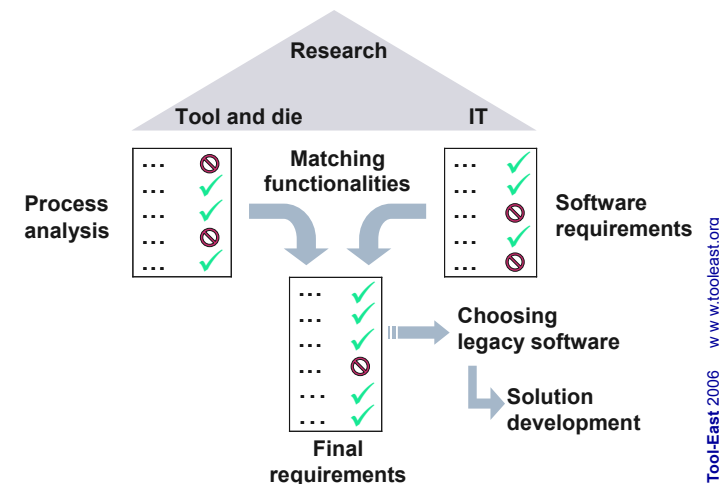 Research
Tool and die
IT
Matching
functionalities
Process
analysis
...
...
...
...
...
...
...
...
...
...
Software
requirements
...
...
...
...
...
...
Choosing
legacy software
Solution
development
Final
requirements
Tool-East 2006 w w w.tooleast.org